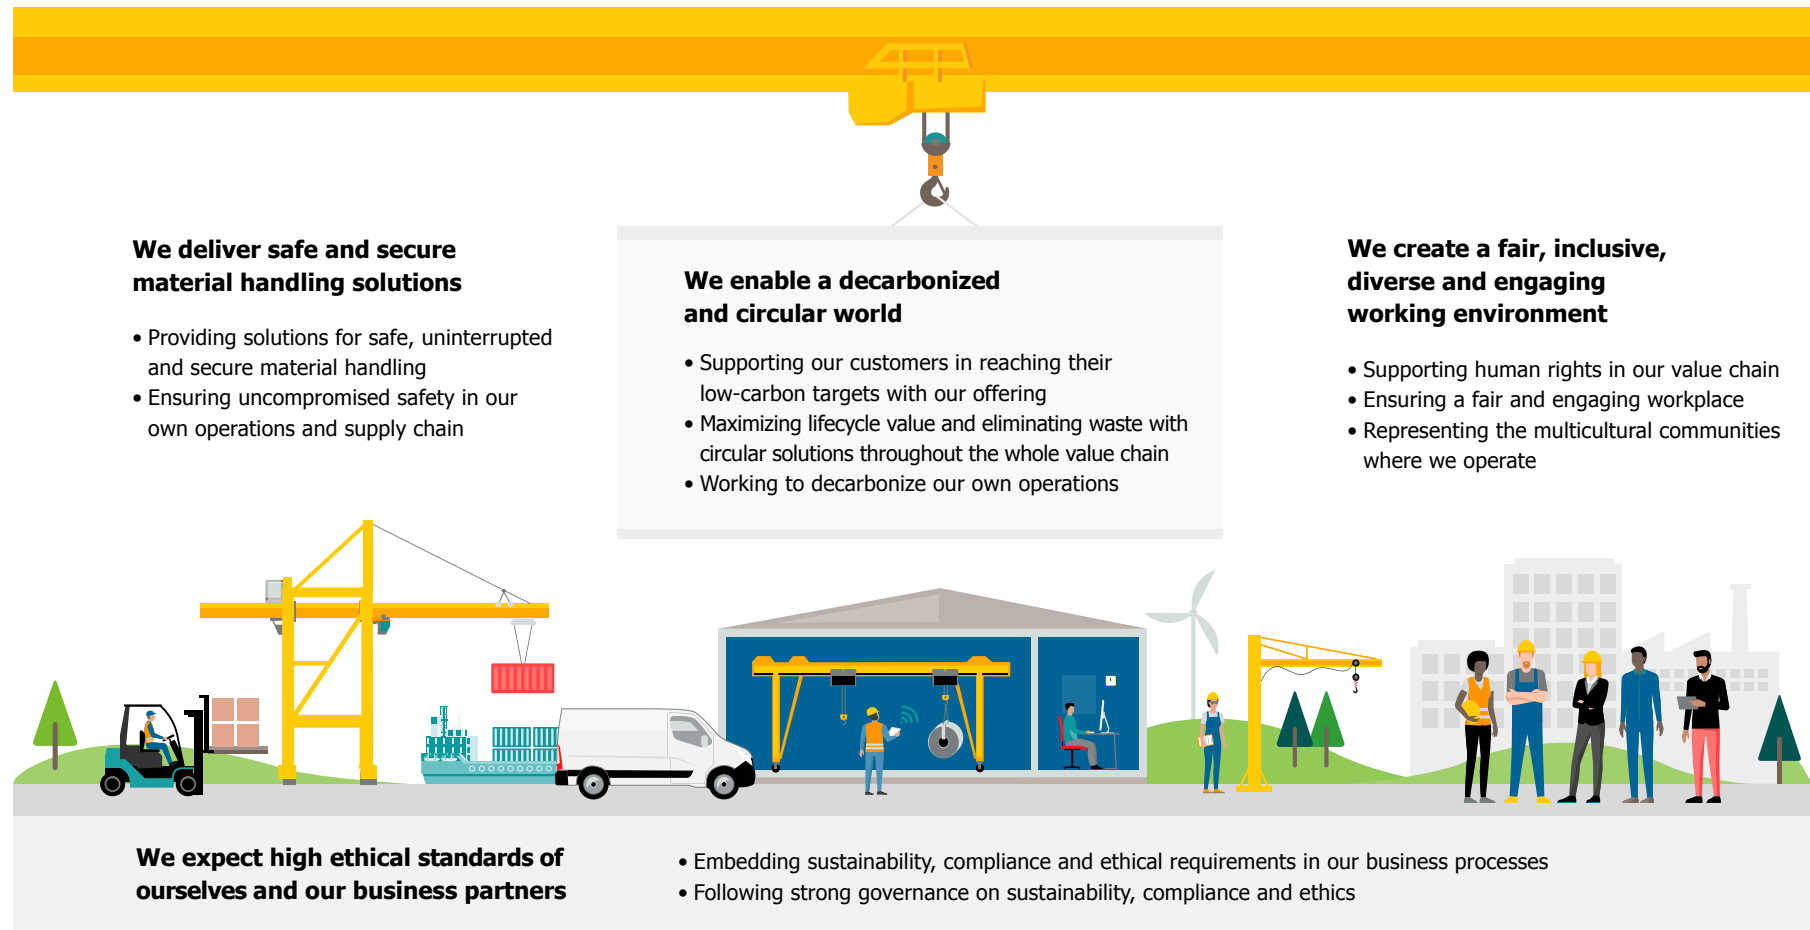 We deliver safe and secure
material handling solutions
• Providing solutions for safe, uninterrupted
and secure material handling
• Ensuring uncompromised safety in our
own operations and supply chain
We enable a decarbonized
and circular world
• Supporting our customers in reaching their
low-carbon targets with our offering
• Maximizing lifecycle value and eliminating waste with
circular solutions throughout the whole value chain
• Working to decarbonize our own operations
We create a fair, inclusive,
diverse and engaging
working environment
• Supporting human rights in our value chain
• Ensuring a fair and engaging workplace
• Representing the multicultural communities
where we operate
We expect high ethical standards of
ourselves and our business partners
• Embedding sustainability, compliance and ethical requirements in our business processes
• Following strong governance on sustainability, compliance and ethics